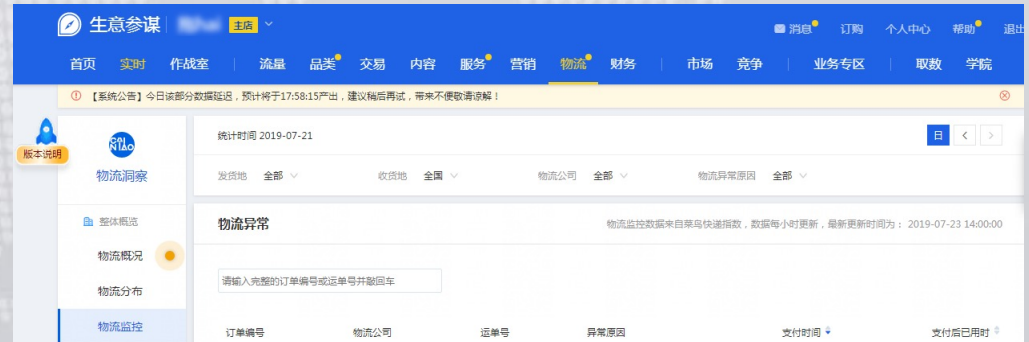 生意参谋 主店 消息 订购 个人中心 帮助 退出
首页 实时 作战室 流量 品类 交易 内容 服务 营销 物流 财务 市场 竞争 业务专区 取数 学院
【系统公告】今日该部分数据延迟，预计将于17:58:15产出，建议稍后再试，带来不便敬请谅解！
版本说明
CAI NIAO
物流洞察
统计时间 2019-07-21 日 < >
发货地 全部 收货地 全国 物流公司 全部 物流异常原因 全部
整体概览
物流概况
物流分布
物流监控
物流异常 物流监控数据来自菜鸟快递指数，数据每小时更新，最新更新时间为： 2019-07-23 14:00:00
请输入完整的订单编号或运单号并敲回车
订单编号 物流公司 运单号 异常原因 支付时间 支付后已用时